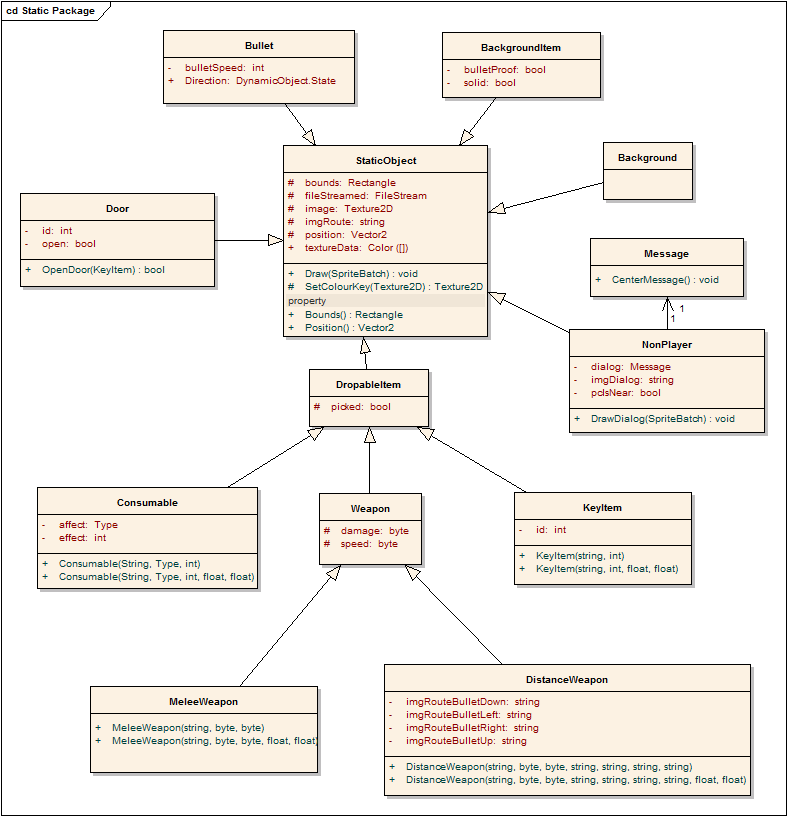 cd Static Package
Bullet
- bulletSpeed: int
+ Direction: DynamicObject.State
BackgroundItem
- bulletProof: bool
- solid: bool
StaticObject
# bounds: Rectangle
# fileStreamed: FileStream
# image: Texture2D
# imgRoute: string
# position: Vector2
+ textureData: Color ([])
+ Draw(SpriteBatch) : void
# SetColourKey(Texture2D) : Texture2D
property
+ Bounds() : Rectangle
+ Position() : Vector2
Background
Door
- id: int
- open: bool
+ OpenDoor(KeyItem) : bool
Message
+ CenterMessage() : void
1
1
NonPlayer
- dialog: Message
- imgDialog: string
- pcIsNear: bool
+ DrawDialog(SpriteBatch) : void
DropableItem
# picked: bool
Consumable
- affect: Type
- effect: int
+ Consumable(String, Type, int)
+ Consumable(String, Type, int, float, float)
Weapon
# damage: byte
# speed: byte
KeyItem
- id: int
+ KeyItem(string, int)
+ KeyItem(string, int, float, float)
MeleeWeapon
+ MeleeWeapon(string, byte, byte)
+ MeleeWeapon(string, byte, byte, float, float)
DistanceWeapon
- imgRouteBulletDown: string
- imgRouteBulletLeft: string
- imgRouteBulletRight: string
- imgRouteBulletUp: string
+ DistanceWeapon(string, byte, byte, string, string, string, string)
+ DistanceWeapon(string, byte, byte, string, string, string, string, float, float)